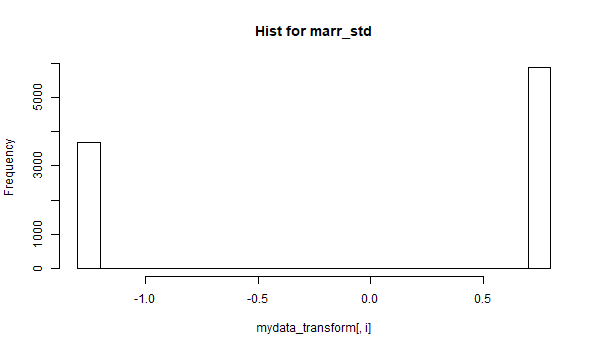 Hist for marr_std
Frequency
5000
3000
1000
0
-1.0 -0.5 0.0 0.5
mydata_transform[, i]